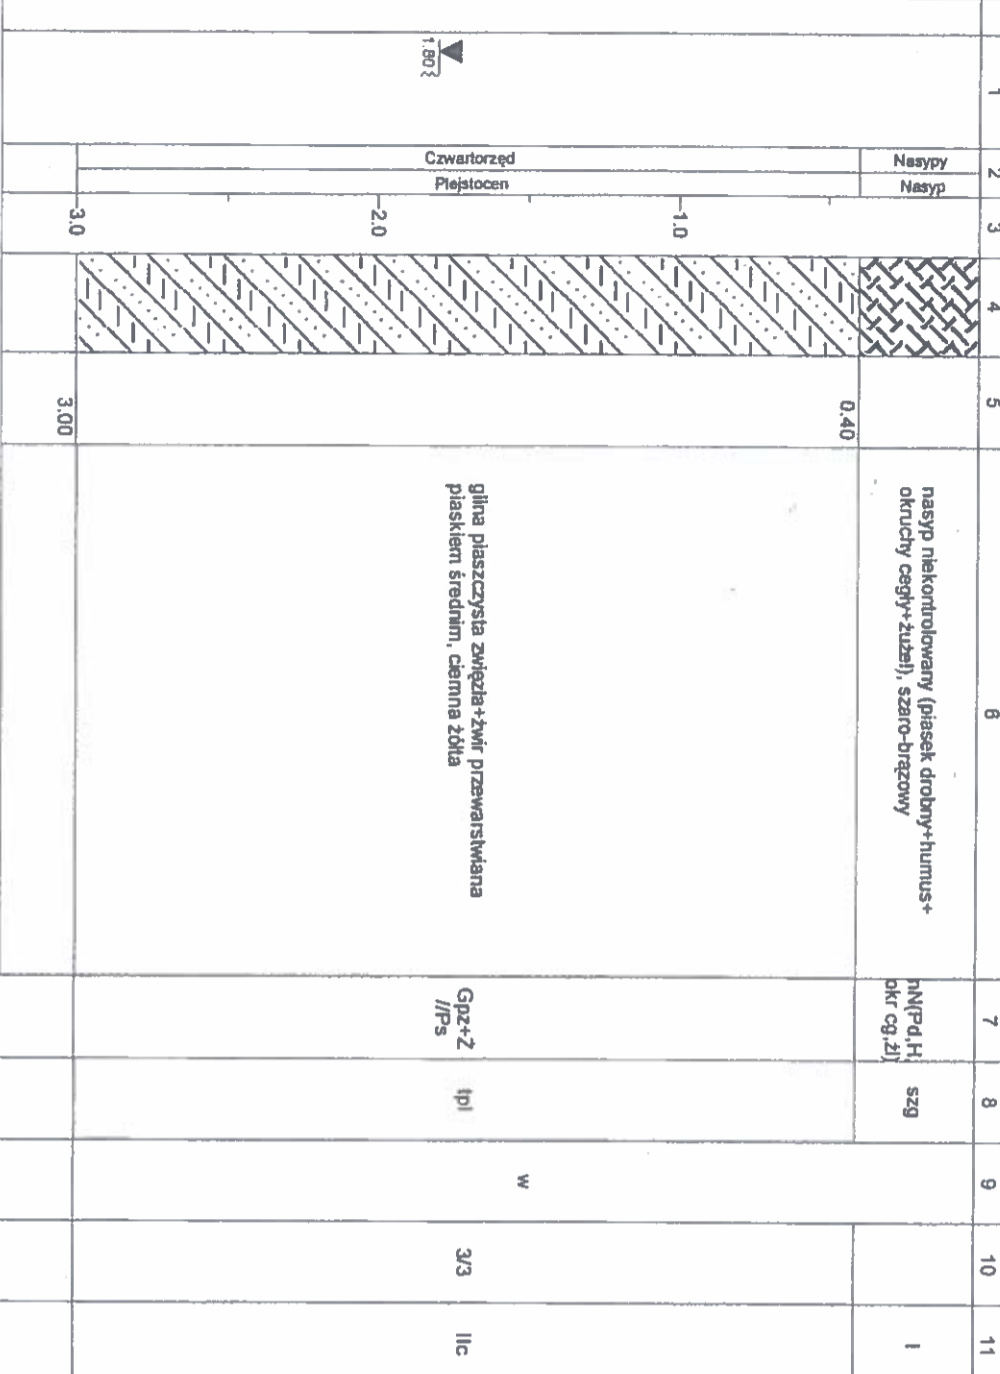 1
2
3
4
5
6
7
8
9
10
11
Nasypy
Nasyp
nasyp niekontrolowany (piasek drobny+humus+
okruchy cegły+żużel), szaro-brązowy
nN(Pd,H,
okr cg,żl)
szg
I
0.40
1.80
Czwartorzęd
Plejstocen
-1.0
-2.0
3.0
glina piaszczysta zwięzła+żwir przewarstwiana
piaskiem średnim, ciemna żółta
Gpz+Ż
//Ps
tpl
w
3/3
IIc
3.00